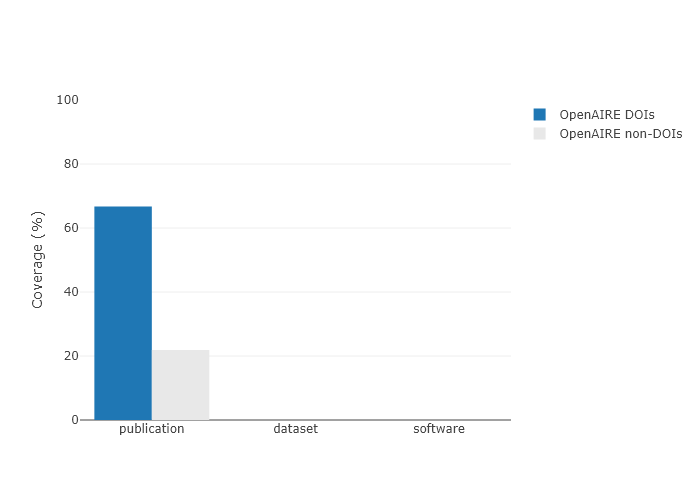 100
80
60
40
20
0
Coverage (%)
publication
dataset
software
OpenAIRE DOIs
OpenAIRE non-DOIs